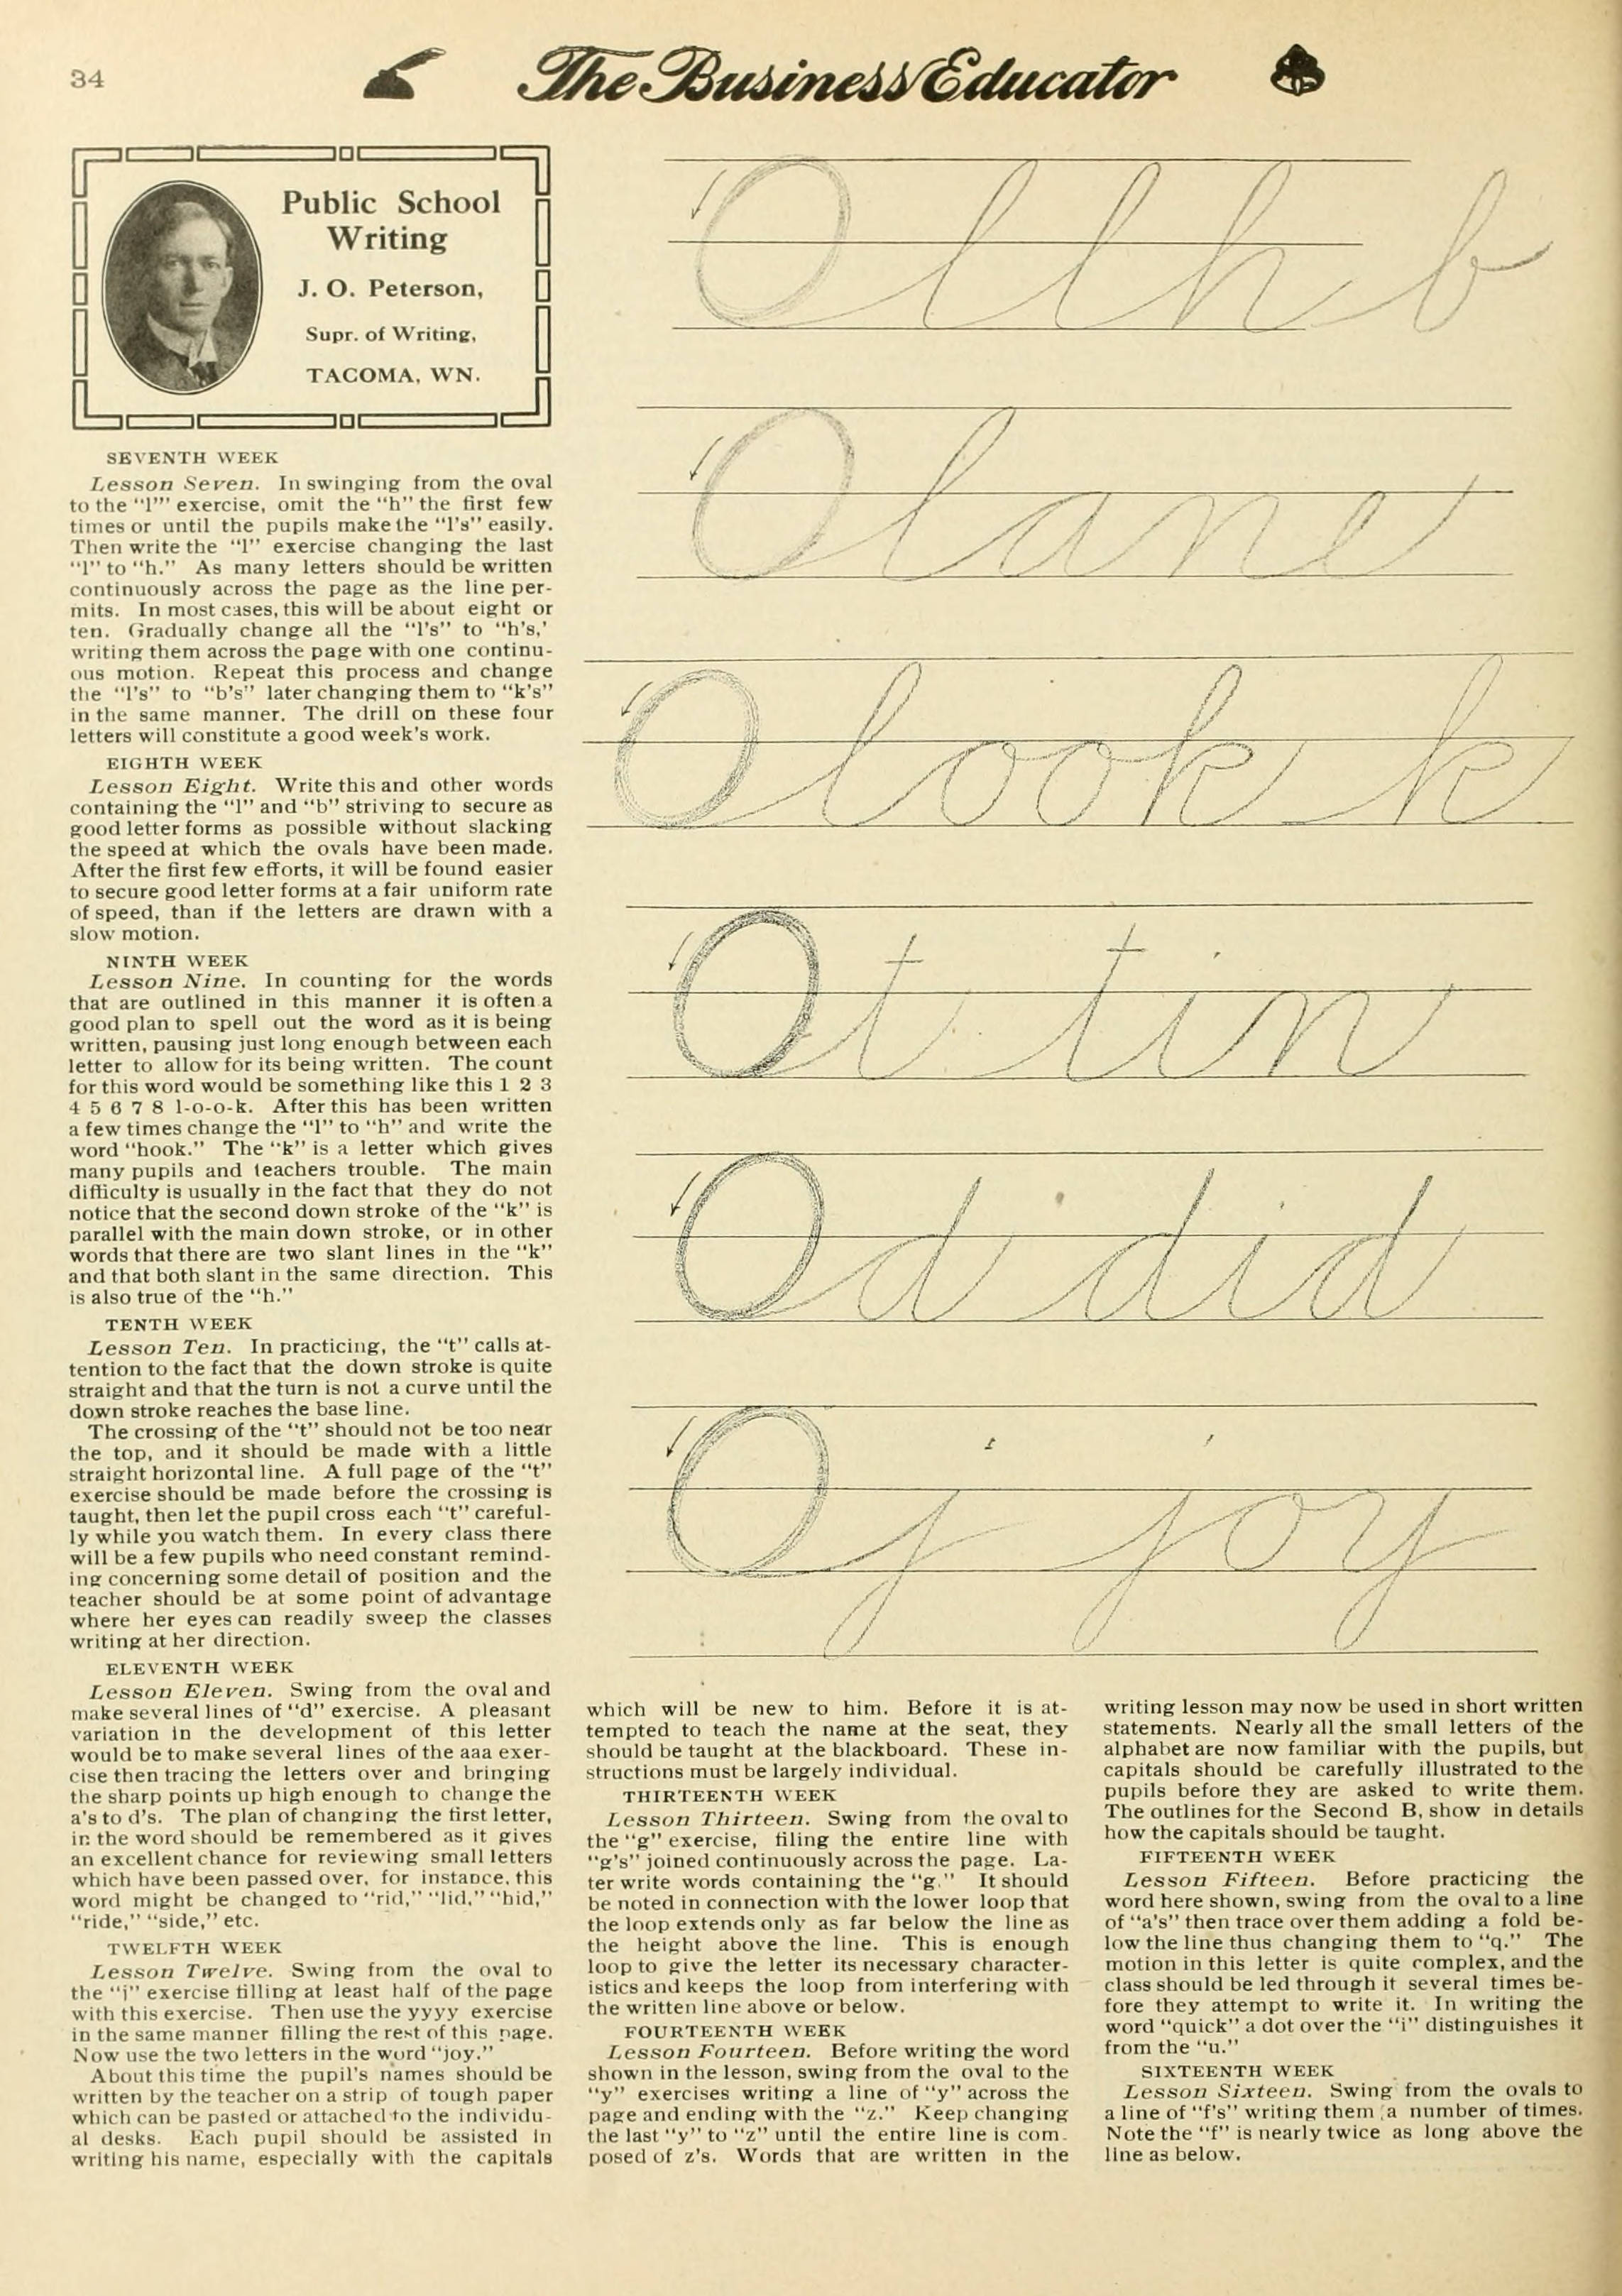 34
The Business Educator
Public School
Writing
J. O. Peterson,
Supr. of Writing,
TACOMA, WN.
SEVENTH WEEK
Lesson Seven. In swinging from the oval
to the "l"' exercise, omit the "h" the first few
times or until the pupils make the "l's" easily.
Then write the "l" exercise changing the last
"l" to "h." As many letters should be written
continuously across the page as the line per-
mits. In most cases, this will be about eight or
ten. Gradually change all the "l's" to "h's,'
writing them across the page with one continu-
ous motion. Repeat this process and change
the "l's" to "b's" later changing them to "k's"
in the same manner. The drill on these four
letters will constitute a good week's work.
EIGHTH WEEK
Lesson Eight. Write this and other words
containing the "l" and "b" striving to secure as
good letter forms as possible without slacking
the speed at which the ovals have been made.
After the first few efforts, it will be found easier
to secure good letter forms at a fair uniform rate
of speed, than if the letters are drawn with a
slow motion.
NINTH WEEK
Lesson Nine. In counting for the words
that are outlined in this manner it is often a
good plan to spell out the word as it is being
written, pausing just long enough between each
letter to allow for its being written. The count
for this word would be something like this 1 2 3
4 5 6 7 8 l-o-o-k. After this has been written
a few times change the "l" to "h" and write the
word "hook." The "k" is a letter which gives
many pupils and teachers trouble. The main
difficulty is usually in the fact that they do not
notice that the second down stroke of the "k" is
parallel with the main down stroke, or in other
words that there are two slant lines in the "k"
and that both slant in the same direction. This
is also true of the "h."
TENTH WEEK
Lesson Ten. In practicing, the "t" calls at-
tention to the fact that the down stroke is quite
straight and that the turn is not a curve until the
down stroke reaches the base line.
The crossing of the "t" should not be too near
the top, and it should be made with a little
straight horizontal line. A full page of the "t"
exercise should be made before the crossing is
taught, then let the pupil cross each "t" careful-
ly while you watch them. In every class there
will be a few pupils who need constant remind-
ing concerning some detail of position and the
teacher should be at some point of advantage
where her eyes can readily sweep the classes
writing at her direction.
ELEVENTH WEEK
Lesson Eleven. Swing from the oval and
make several lines of "d" exercise. A pleasant
variation in the development of this letter
would be to make several lines of the aaa exer-
cise then tracing the letters over and bringing
the sharp points up high enough to change the
a's to d's. The plan of changing the first letter,
in the word should be remembered as it gives
an excellent chance for reviewing small letters
which have been passed over, for instance, this
word might be changed to "rid," "lid," "hid,"
"ride," "side," etc.
TWELFTH WEEK
Lesson Twelve. Swing from the oval to
the "j" exercise filling at least half of the page
with this exercise. Then use the yyyy exercise
in the same manner filling the rest of this page.
Now use the two letters in the word "joy."
About this time the pupil's names should be
written by the teacher on a strip of tough paper
which can be pasted or attached to the individu-
al desks. Each pupil should be assisted in
writing his name, especially with the capitals
O l l h b
O lane
O look k
O t tin
O d did
O j joy
which will be new to him. Before it is at-
tempted to teach the name at the seat, they
should be taught at the blackboard. These in-
structions must be largely individual.
THIRTEENTH WEEK
Lesson Thirteen. Swing from the oval to
the "g" exercise, filing the entire line with
"g's" joined continuously across the page. La-
ter write words containing the "g." It should
be noted in connection with the lower loop that
the loop extends only as far below the line as
the height above the line. This is enough
loop to give the letter its necessary character-
istics and keeps the loop from interfering with
the written line above or below.
FOURTEENTH WEEK
Lesson Fourteen. Before writing the word
shown in the lesson, swing from the oval to the
"y" exercises writing a line of "y" across the
page and ending with the "z." Keep changing
the last "y" to "z" until the entire line is com-
posed of z's. Words that are written in the
writing lesson may now be used in short written
statements. Nearly all the small letters of the
alphabet are now familiar with the pupils, but
capitals should be carefully illustrated to the
pupils before they are asked to write them.
The outlines for the Second B, show in details
how the capitals should be taught.
FIFTEENTH WEEK
Lesson Fifteen. Before practicing the
word here shown, swing from the oval to a line
of "a's" then trace over them adding a fold be-
low the line thus changing them to "q." The
motion in this letter is quite complex, and the
class should be led through it several times be-
fore they attempt to write it. In writing the
word "quick" a dot over the "i" distinguishes it
from the "u."
SIXTEENTH WEEK
Lesson Sixteen. Swing from the ovals to
a line of "f's" writing them a number of times.
Note the "f" is nearly twice as long above the
line as below.